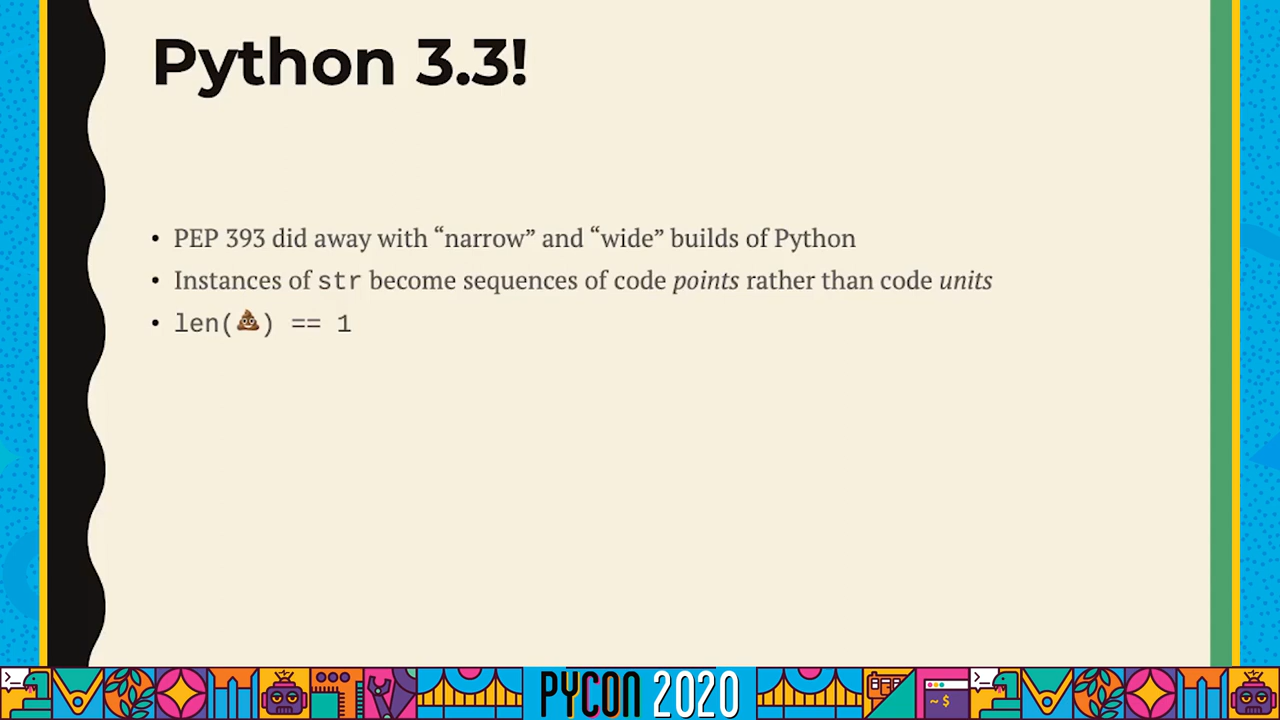 Python 3.3!
• PEP 393 did away with “narrow” and “wide” builds of Python
• Instances of str become sequences of code points rather than code units
• len(💩) == 1
~$
PYCON 2020